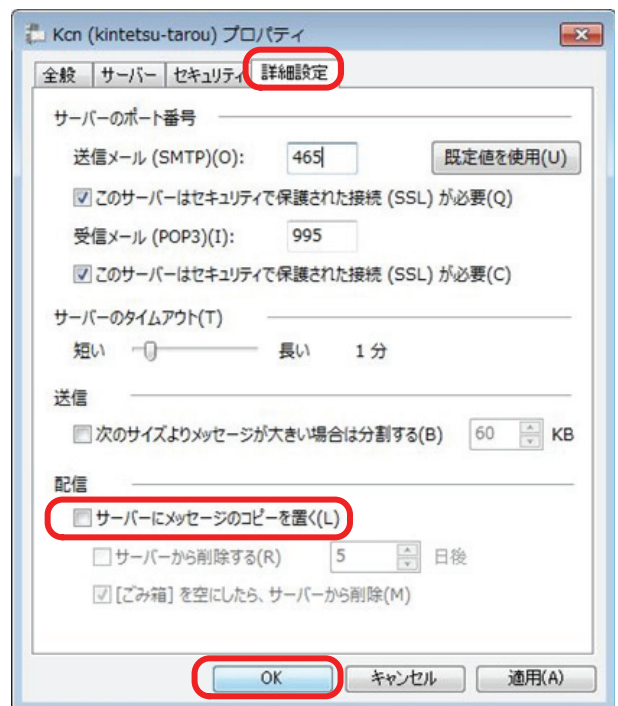 Kcn (kintetsu-tarou) プロパティ
全般 サーバー セキュリティ 詳細設定
サーバーのポート番号
送信メール (SMTP)(O): 465 既定値を使用(U)
このサーバーはセキュリティで保護された接続 (SSL) が必要(Q)
受信メール (POP3)(I): 995
このサーバーはセキュリティで保護された接続 (SSL) が必要(C)
サーバーのタイムアウト(T)
短い 長い 1 分
送信
次のサイズよりメッセージが大きい場合は分割する(B) 60 KB
配信
サーバーにメッセージのコピーを置く(L)
サーバーから削除する(R) 5 日後
[ごみ箱] を空にしたら、サーバーから削除(M)
OK キャンセル 適用(A)